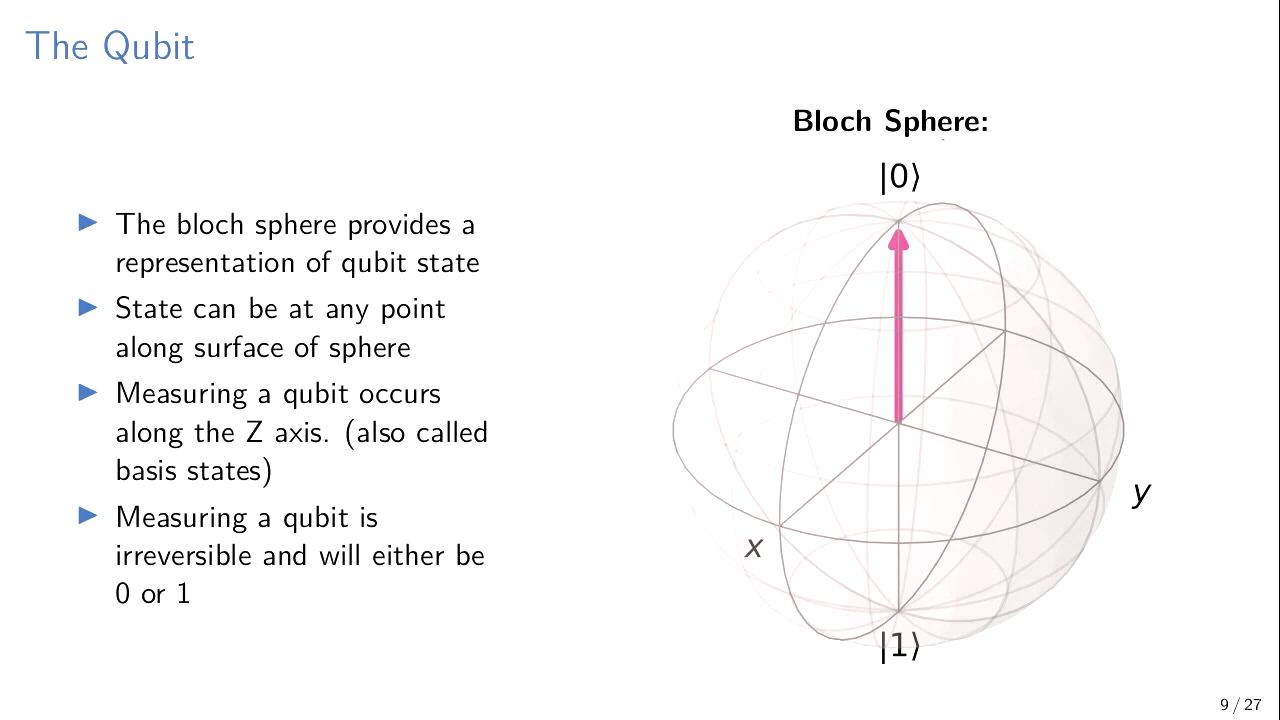 The Qubit
▶ The bloch sphere provides a
representation of qubit state
▶ State can be at any point
along surface of sphere
▶ Measuring a qubit occurs
along the Z axis. (also called
basis states)
▶ Measuring a qubit is
irreversible and will either be
0 or 1
Bloch Sphere:
|0⟩
y
x
|1⟩
9 / 27